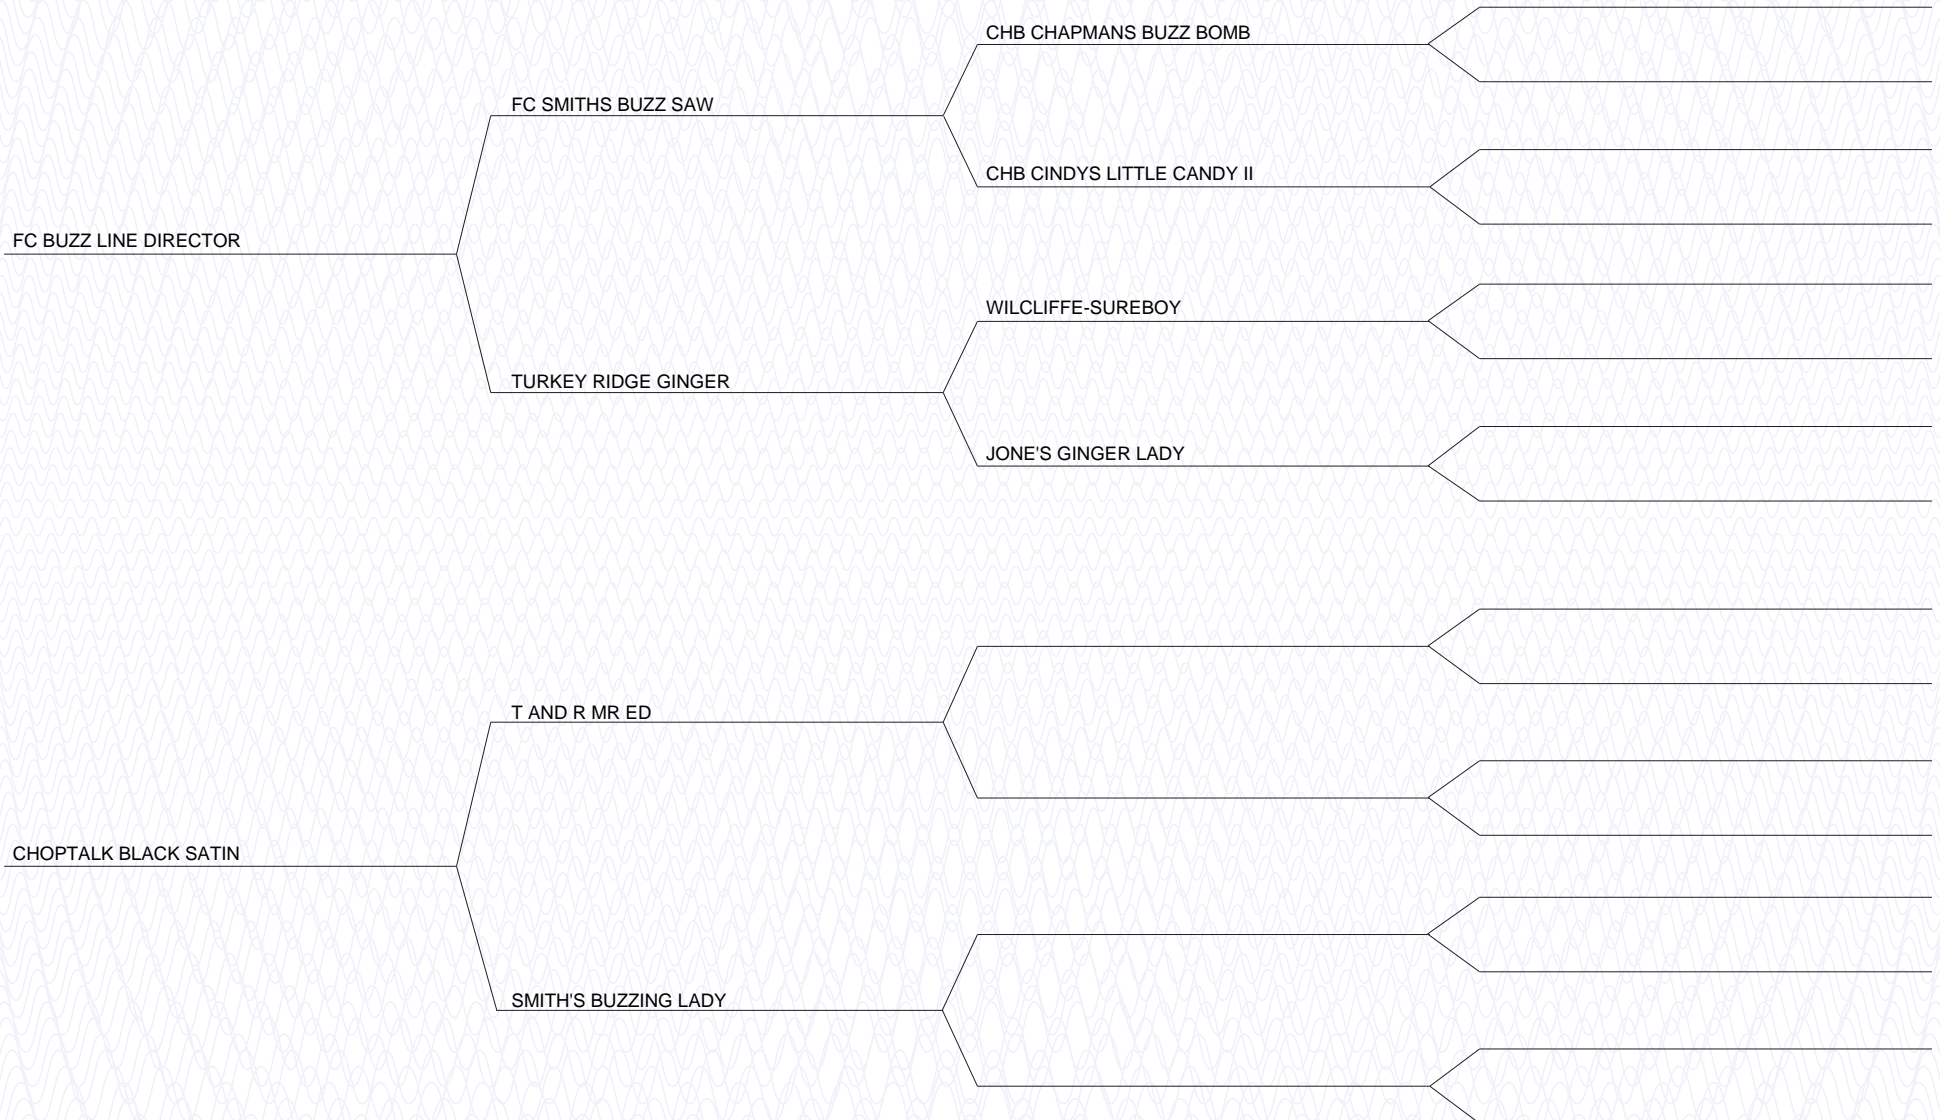 CHB CHAPMANS BUZZ BOMB
FC SMITHS BUZZ SAW
CHB CINDYS LITTLE CANDY II
FC BUZZ LINE DIRECTOR
WILCLIFFE-SUREBOY
TURKEY RIDGE GINGER
JONE'S GINGER LADY
T AND R MR ED
CHOPTALK BLACK SATIN
SMITH'S BUZZING LADY